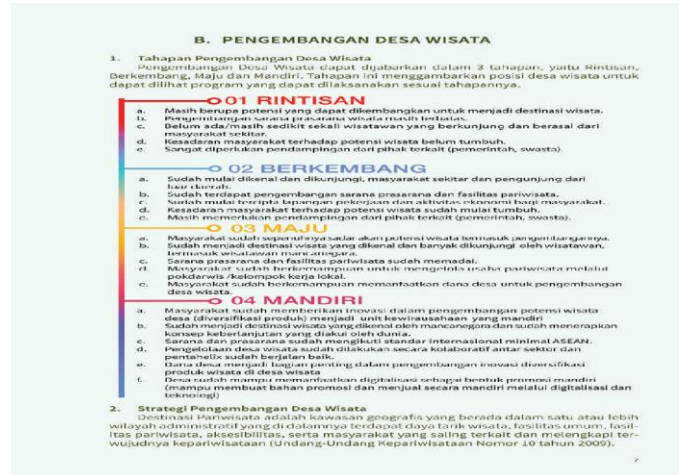 B. PENGEMBANGAN DESA WISATA
1. Tahapan Pengembangan Desa Wisata
Pengembangan Desa Wisata dapat dijabarkan dalam 3 tahapan, yaitu Rintisan,
Berkembang, Maju dan Mandiri. Tahapan ini menggambarkan posisi desa wisata untuk
dapat dilihat program yang dapat dilaksanakan sesuai tahapannya.
01 RINTISAN
a. Masih berupa potensi yang dapat dikembangkan untuk menjadi destinasi wisata.
b. Pengembangan sarana prasarana wisata masih terbatas.
c. Belum ada/masih sedikit sekali wisatawan yang berkunjung dan berasal dari
masyarakat sekitar.
d. Kesadaran masyarakat terhadap potensi wisata belum tumbuh.
e. Sangat diperlukan pendampingan dari pihak terkait (pemerintah, swasta).
02 BERKEMBANG
a. Sudah mulai dikenal dan dikunjungi, masyarakat sekitar dan pengunjung dari
luar daerah.
b. Sudah terdapat pengembangan sarana prasarana dan fasilitas pariwisata.
c. Sudah mulai tercipta lapangan pekerjaan dan aktivitas ekonomi bagi masyarakat.
d. Kesadaran masyarakat terhadap potensi wisata sudah mulai tumbuh.
e. Masih memerlukan pendampingan dari pihak terkait (pemerintah, swasta).
03 MAJU
a. Masyarakat sudah sepenuhnya sadar akan potensi wisata termasuk pengembangannya.
b. Sudah menjadi destinasi wisata yang dikenal dan banyak dikunjungi oleh wisatawan,
termasuk wisatawan mancanegara.
c. Sarana prasarana dan fasilitas pariwisata sudah memadai.
d. Masyarakat sudah berkemampuan untuk mengelola usaha pariwisata melalui
pokdarwis /kelompok kerja lokal.
e. Masyarakat sudah berkemampuan memanfaatkan dana desa untuk pengembangan
desa wisata.
04 MANDIRI
a. Masyarakat sudah memberikan inovasi dalam pengembangan potensi wisata
desa (diversifikasi produk) menjadi unit kewirausahaan yang mandiri
b. Sudah menjadi destinasi wisata yang dikenal oleh mancanegara dan sudah menerapkan
konsep keberlanjutan yang diakui oleh dunia.
c. Sarana dan prasarana sudah mengikuti standar internasional minimal ASEAN.
d. Pengelolaan desa wisata sudah dilakukan secara kolaboratif antar sektor dan
pentahelix sudah berjalan baik.
e. Dana desa menjadi bagian penting dalam pengembangan inovasi diversifikasi
produk wisata di desa wisata
f. Desa sudah mampu memanfaatkan digitalisasi sebagai bentuk promosi mandiri
(mampu membuat bahan promosi dan menjual secara mandiri melalui digitalisasi dan
teknologi)
2. Strategi Pengembangan Desa Wisata
Destinasi Pariwisata adalah kawasan geografis yang berada dalam satu atau lebih
wilayah administratif yang di dalamnya terdapat daya tarik wisata, fasilitas umum, fasil-
itas pariwisata, aksesibilitas, serta masyarakat yang saling terkait dan melengkapi ter-
wujudnya kepariwisataan (Undang-Undang Kepariwisataan Nomor 10 tahun 2009).
7